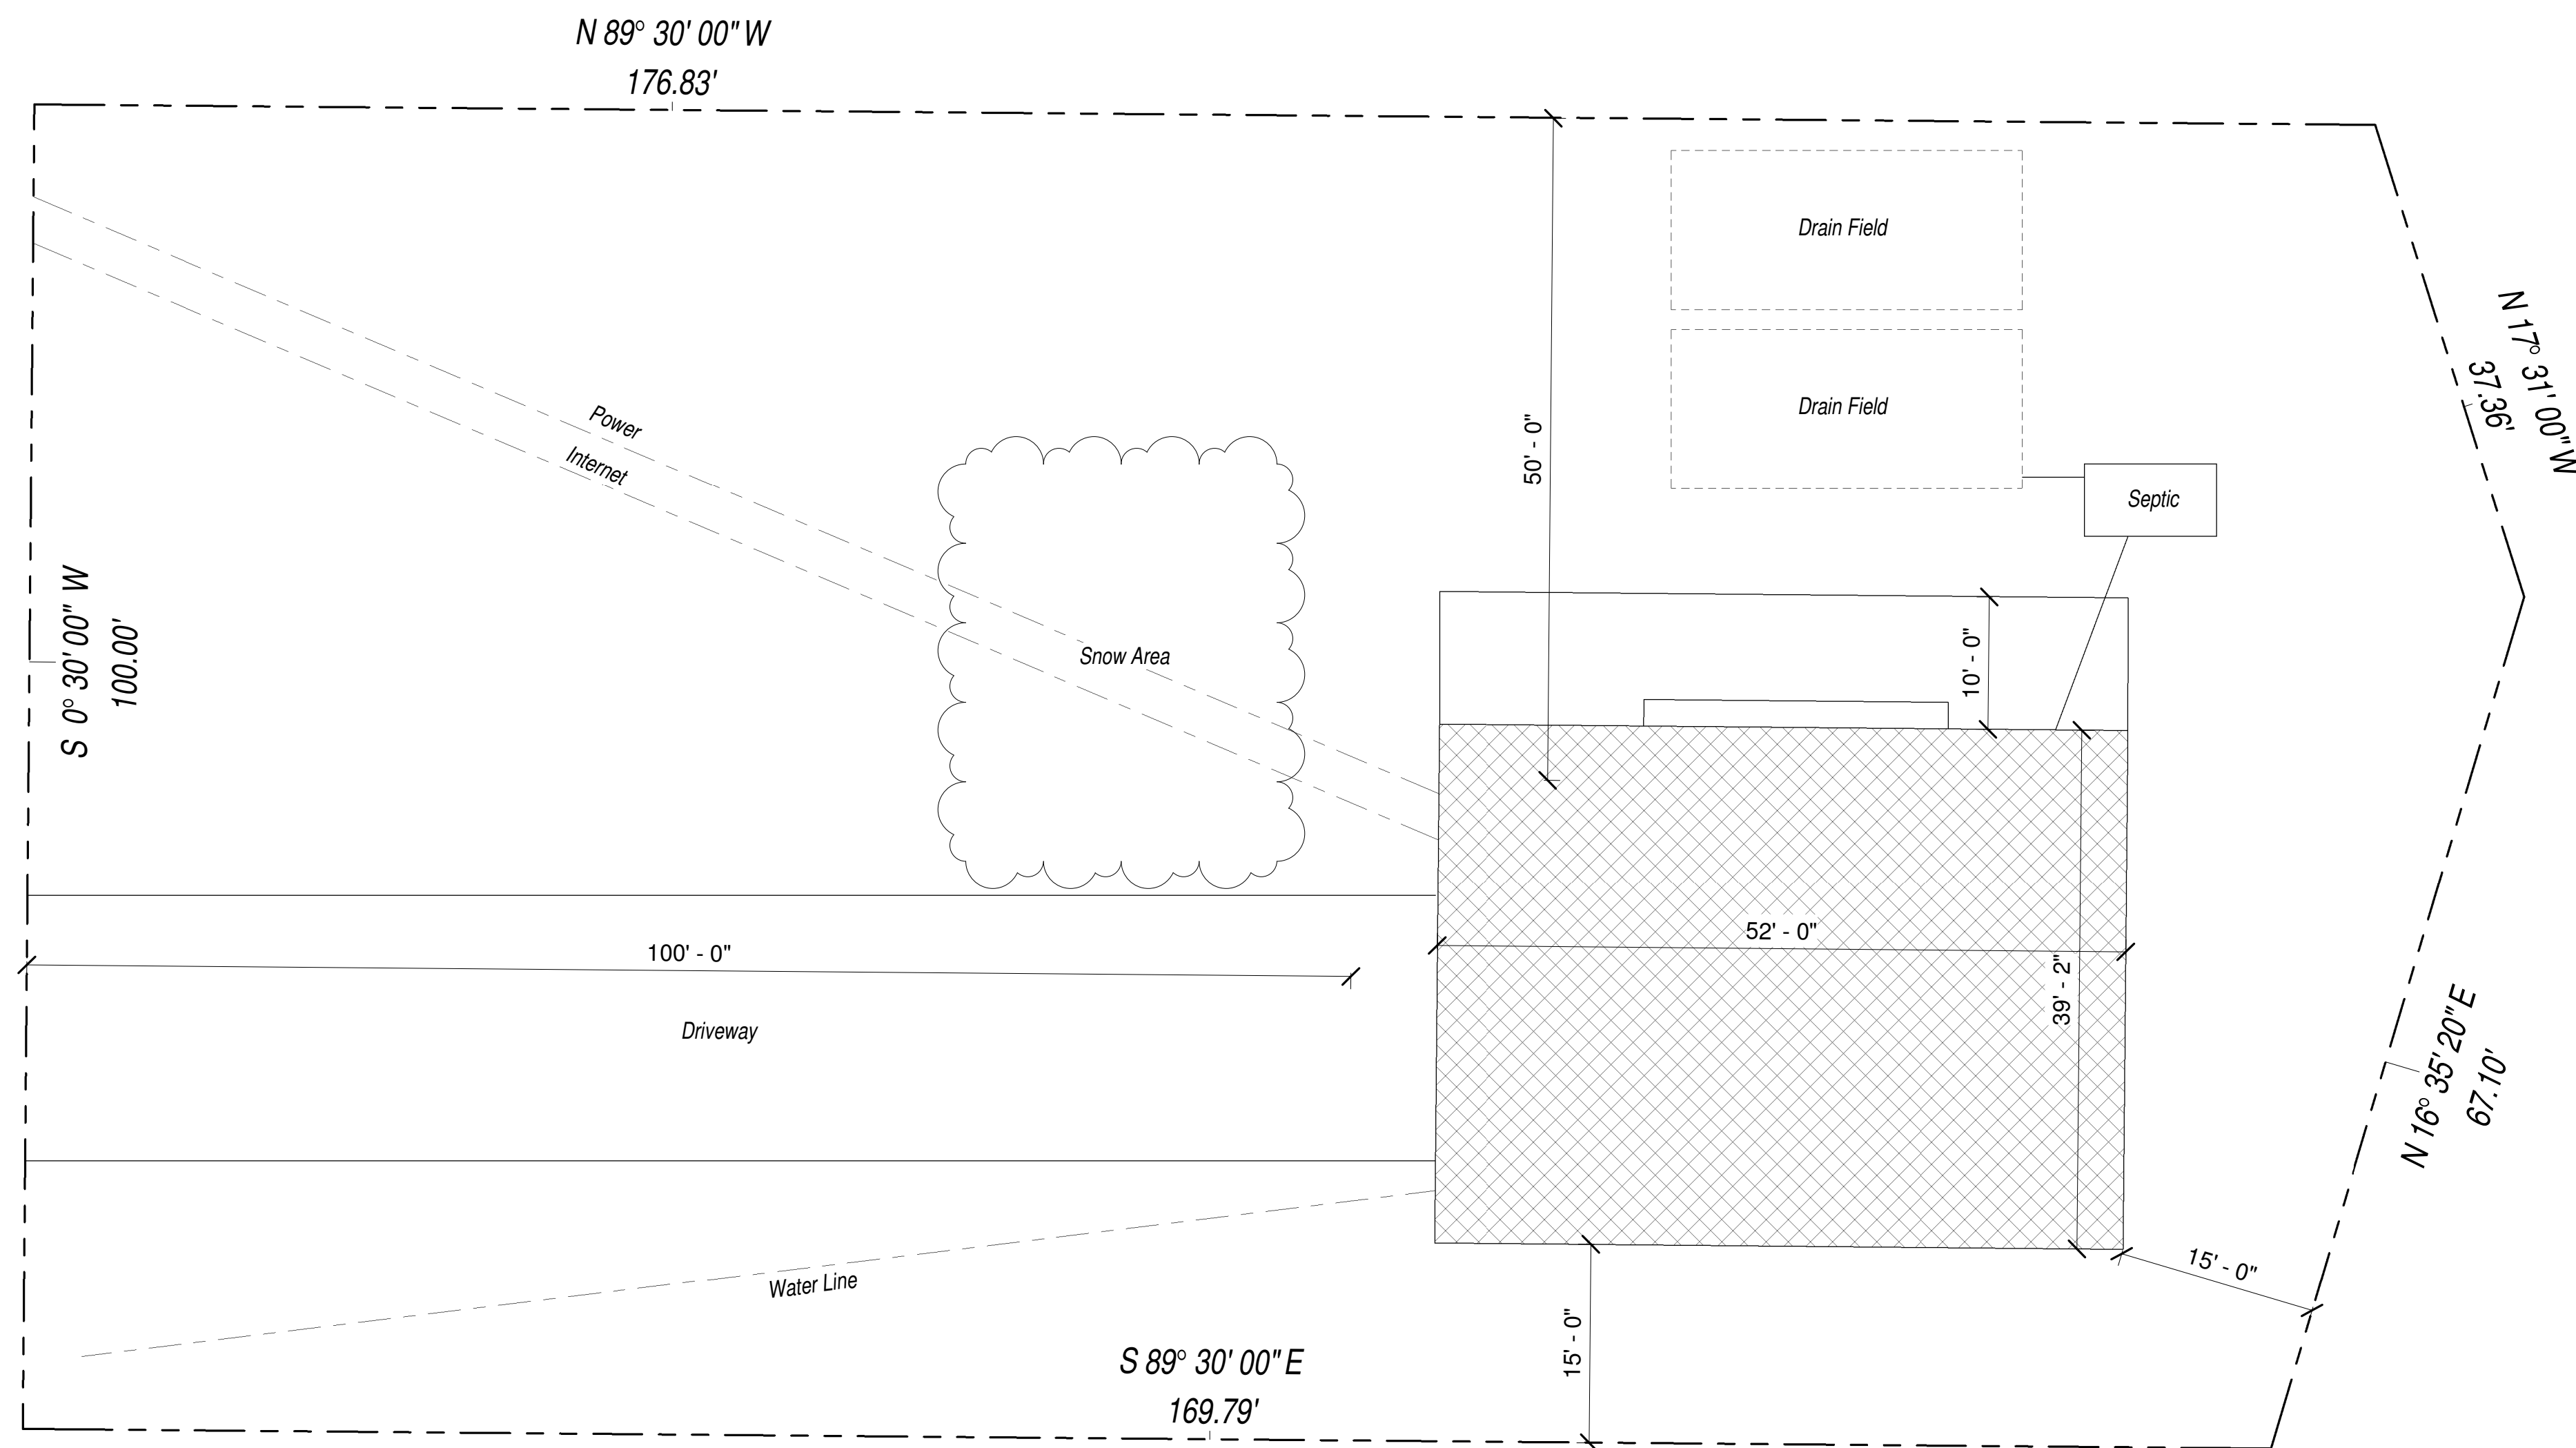 N 89° 30' 00" W
176.83'
Drain Field
N 17° 31' 00" W
37.36'
Drain Field
Power
Internet
50' - 0"
Septic
S 0° 30' 00" W
100.00'
Snow Area
10' - 0"
52' - 0"
100' - 0"
39' - 2"
Driveway
N 16° 35' 20" E
67.10'
Water Line
15' - 0"
15' - 0"
S 89° 30' 00" E
169.79'